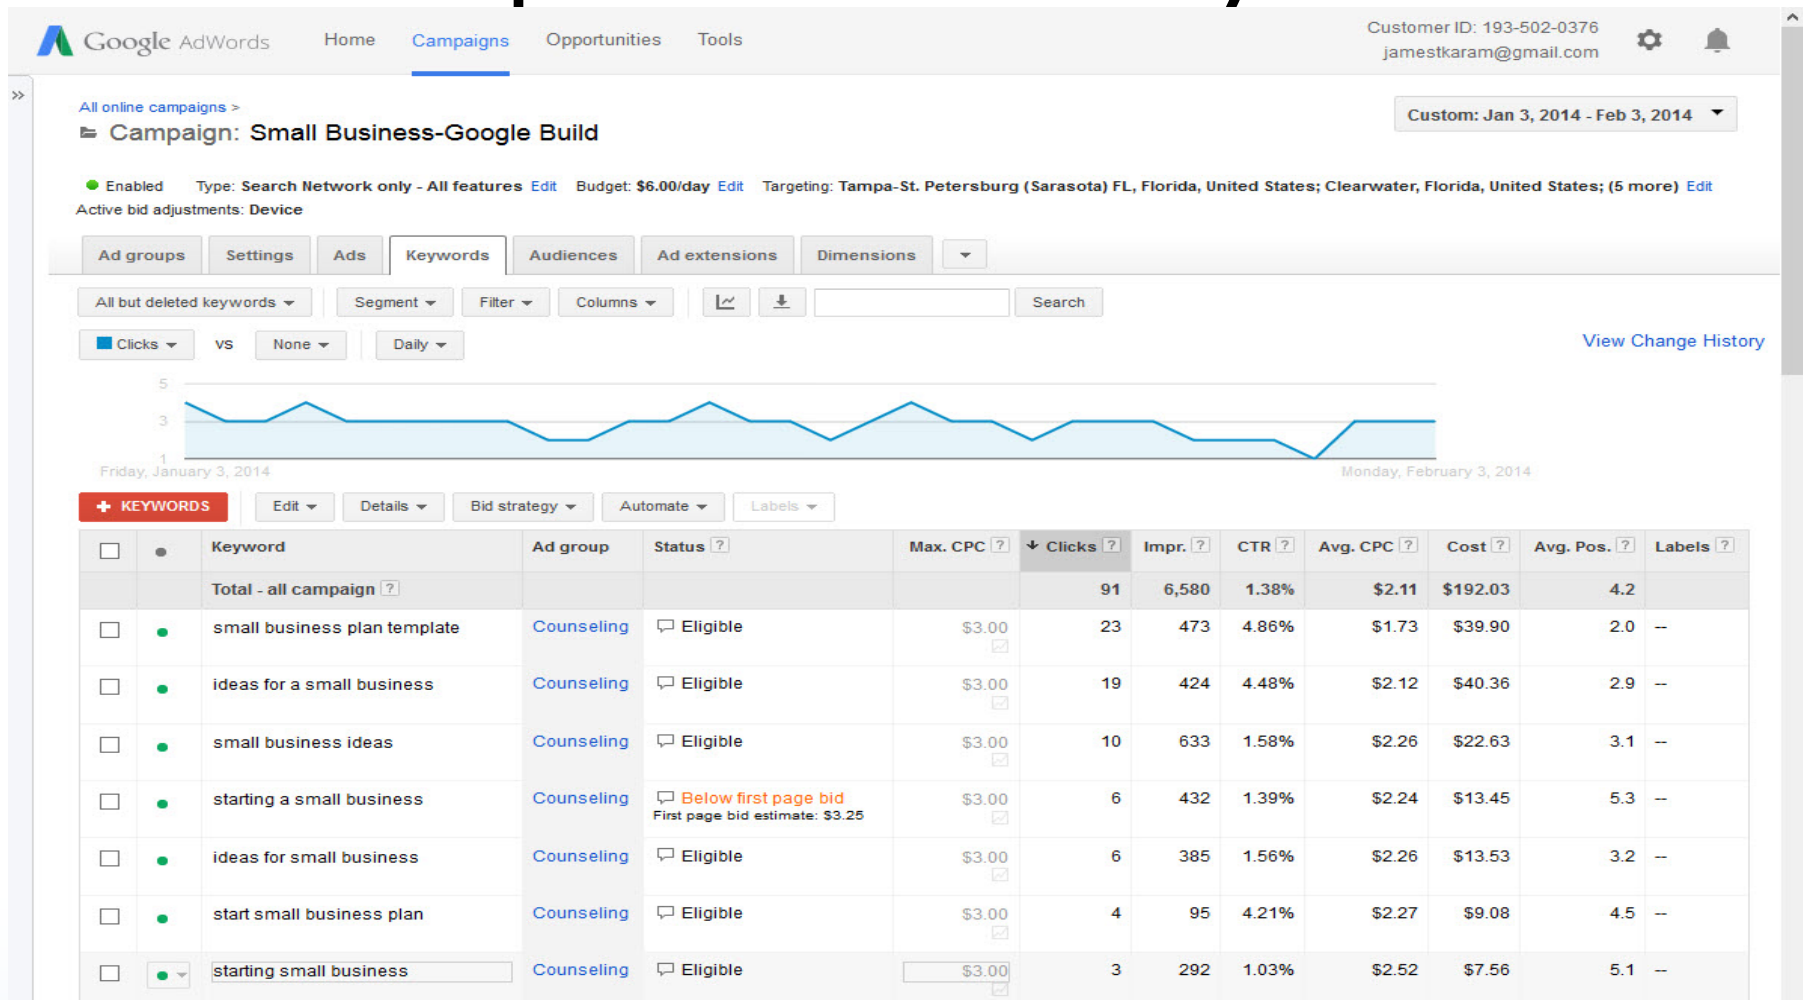 Google AdWords Home Campaigns Opportunities Tools Customer ID: 193-502-0376
jamestkaram@gmail.com
»
All online campaigns >
Campaign: Small Business-Google Build
Custom: Jan 3, 2014 - Feb 3, 2014
Enabled Type: Search Network only - All features Edit Budget: $6.00/day Edit Targeting: Tampa-St. Petersburg (Sarasota) FL, Florida, United States; Clearwater, Florida, United States; (5 more) Edit
Active bid adjustments: Device
Ad groups Settings Ads Keywords Audiences Ad extensions Dimensions
All but deleted keywords Segment Filter Columns Search
Clicks VS None Daily View Change History
5
3
1
Friday, January 3, 2014 Monday, February 3, 2014
+ KEYWORDS Edit Details Bid strategy Automate Labels
Keyword Ad group Status ? Max. CPC ? Clicks ? Impr. ? CTR ? Avg. CPC ? Cost ? Avg. Pos. ? Labels ?
Total - all campaign ? 91 6,580 1.38% $2.11 $192.03 4.2
small business plan template Counseling Eligible $3.00 23 473 4.86% $1.73 $39.90 2.0 --
ideas for a small business Counseling Eligible $3.00 19 424 4.48% $2.12 $40.36 2.9 --
small business ideas Counseling Eligible $3.00 10 633 1.58% $2.26 $22.63 3.1 --
starting a small business Counseling Below first page bid $3.00 6 432 1.39% $2.24 $13.45 5.3 --
First page bid estimate: $3.25
ideas for small business Counseling Eligible $3.00 6 385 1.56% $2.26 $13.53 3.2 --
start small business plan Counseling Eligible $3.00 4 95 4.21% $2.27 $9.08 4.5 --
starting small business Counseling Eligible $3.00 3 292 1.03% $2.52 $7.56 5.1 --